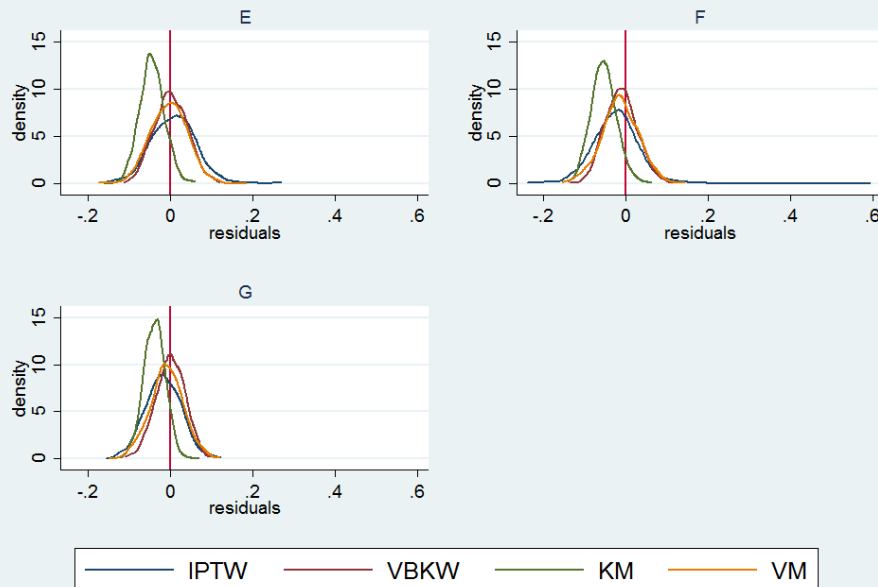 E
F
15
10
5
0
density
-.2 0 .2 .4 .6
residuals
15
10
5
0
density
-.2 0 .2 .4 .6
residuals
G
15
10
5
0
density
-.2 0 .2 .4 .6
residuals
IPTW VBKW KM VM